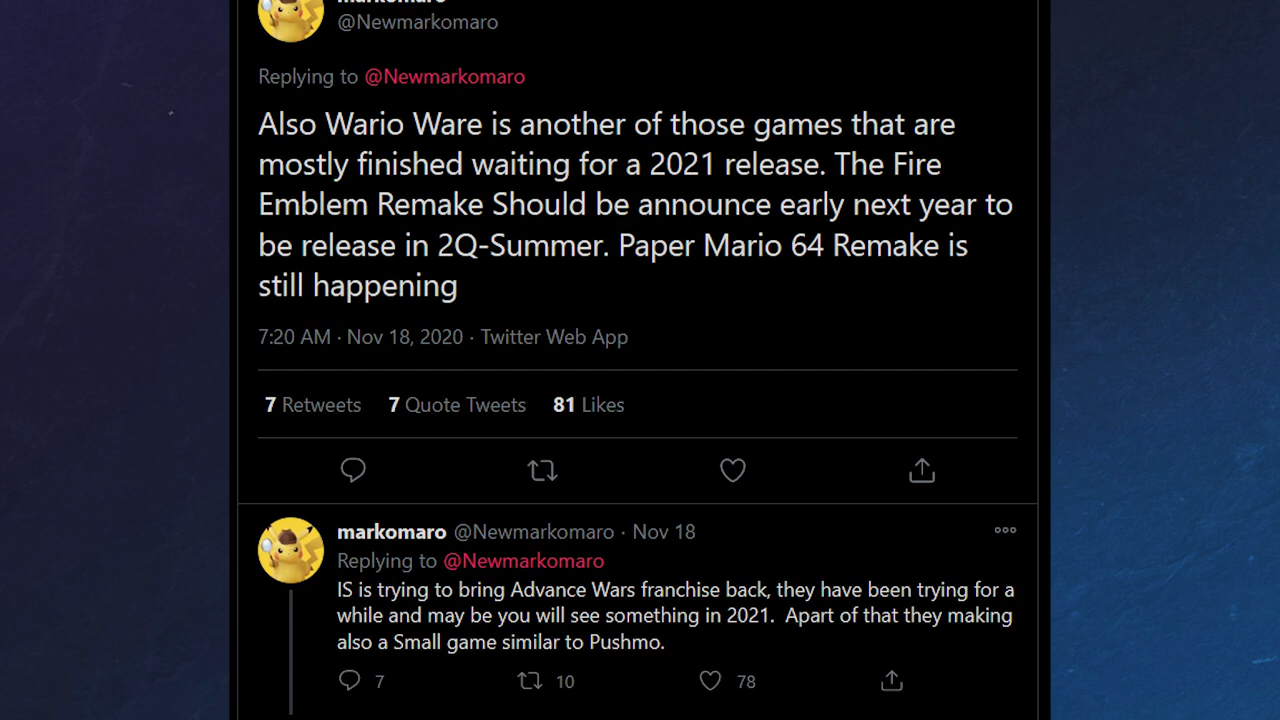 markomaro
@Newmarkomaro
Replying to @Newmarkomaro
Also Wario Ware is another of those games that are
mostly finished waiting for a 2021 release. The Fire
Emblem Remake Should be announce early next year to
be release in 2Q-Summer. Paper Mario 64 Remake is
still happening
7:20 AM · Nov 18, 2020 · Twitter Web App
7 Retweets 7 Quote Tweets 81 Likes
markomaro @Newmarkomaro · Nov 18
Replying to @Newmarkomaro
IS is trying to bring Advance Wars franchise back, they have been trying for a
while and may be you will see something in 2021.  Apart of that they making
also a Small game similar to Pushmo.
7 10 78